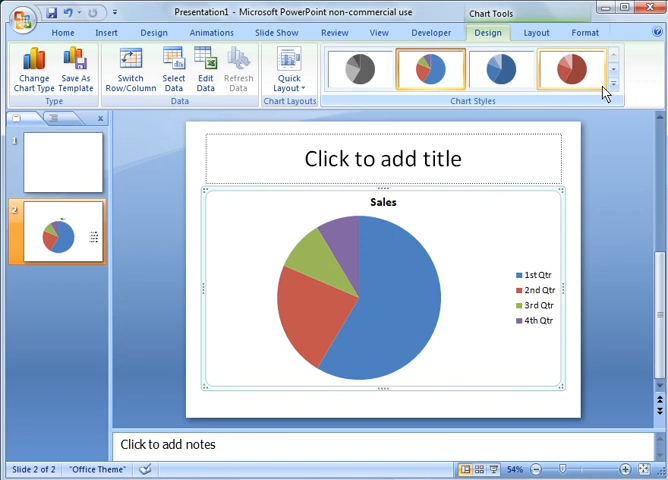 Presentation1 - Microsoft PowerPoint non-commercial use
Chart Tools
Home Insert Design Animations Slide Show Review View Developer Design Layout Format
Change Chart Type
Save As Template
Switch Row/Column
Select Data
Edit Data
Refresh Data
Quick Layout
Type Data Chart Layouts Chart Styles
1
2
Click to add title
Sales
1st Qtr
2nd Qtr
3rd Qtr
4th Qtr
Click to add notes
Slide 2 of 2 "Office Theme" 54%